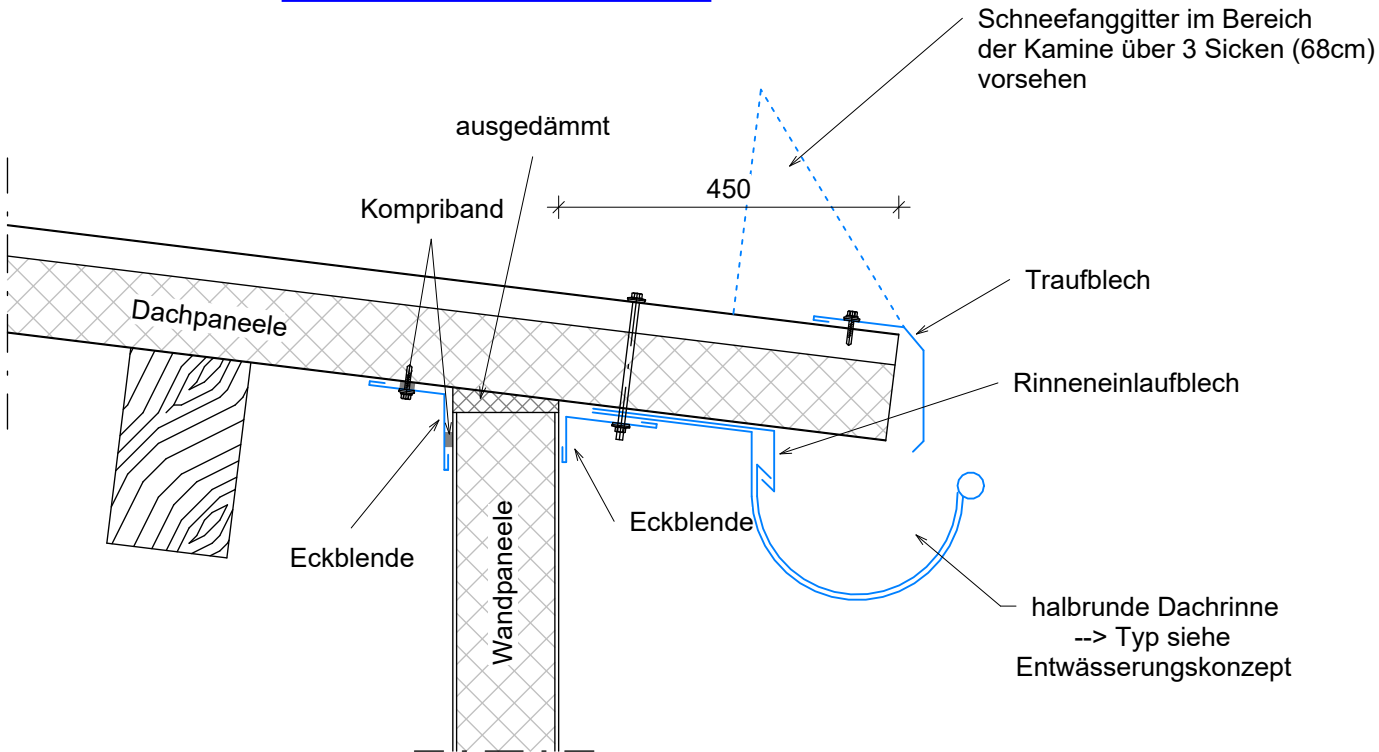 Schneefanggitter im Bereich
der Kamine über 3 Sicken (68cm)
vorsehen
ausgedämmt
450
Kompriband
Traufblech
Dachpaneele
Rinneneinlaufblech
Eckblende
Eckblende
Wandpaneele
halbrunde Dachrinne
--> Typ siehe
Entwässerungskonzept